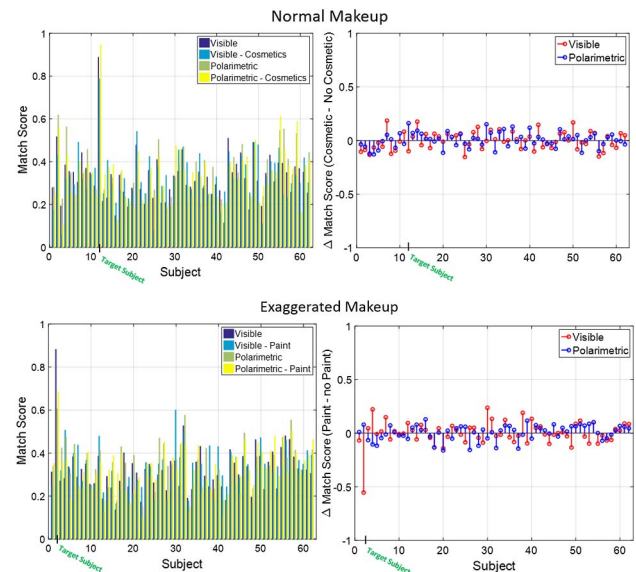 Normal Makeup
Match Score
1
0.8
0.6
0.4
0.2
0
Visible
Visible - Cosmetics
Polarimetric
Polarimetric - Cosmetics
0 10 20 30 40 50 60
Target Subject
Subject
Δ Match Score (Cosmetic - No Cosmetic)
1
0.5
0
-0.5
-1
Visible
Polarimetric
0 10 20 30 40 50 60
Target Subject
Subject
Exaggerated Makeup
Match Score
1
0.8
0.6
0.4
0.2
0
Visible
Visible - Paint
Polarimetric
Polarimetric - Paint
0 10 20 30 40 50 60
Target Subject
Subject
Δ Match Score (Paint - no Paint)
1
0.5
0
-0.5
-1
Visible
Polarimetric
0 10 20 30 40 50 60
Target Subject
Subject